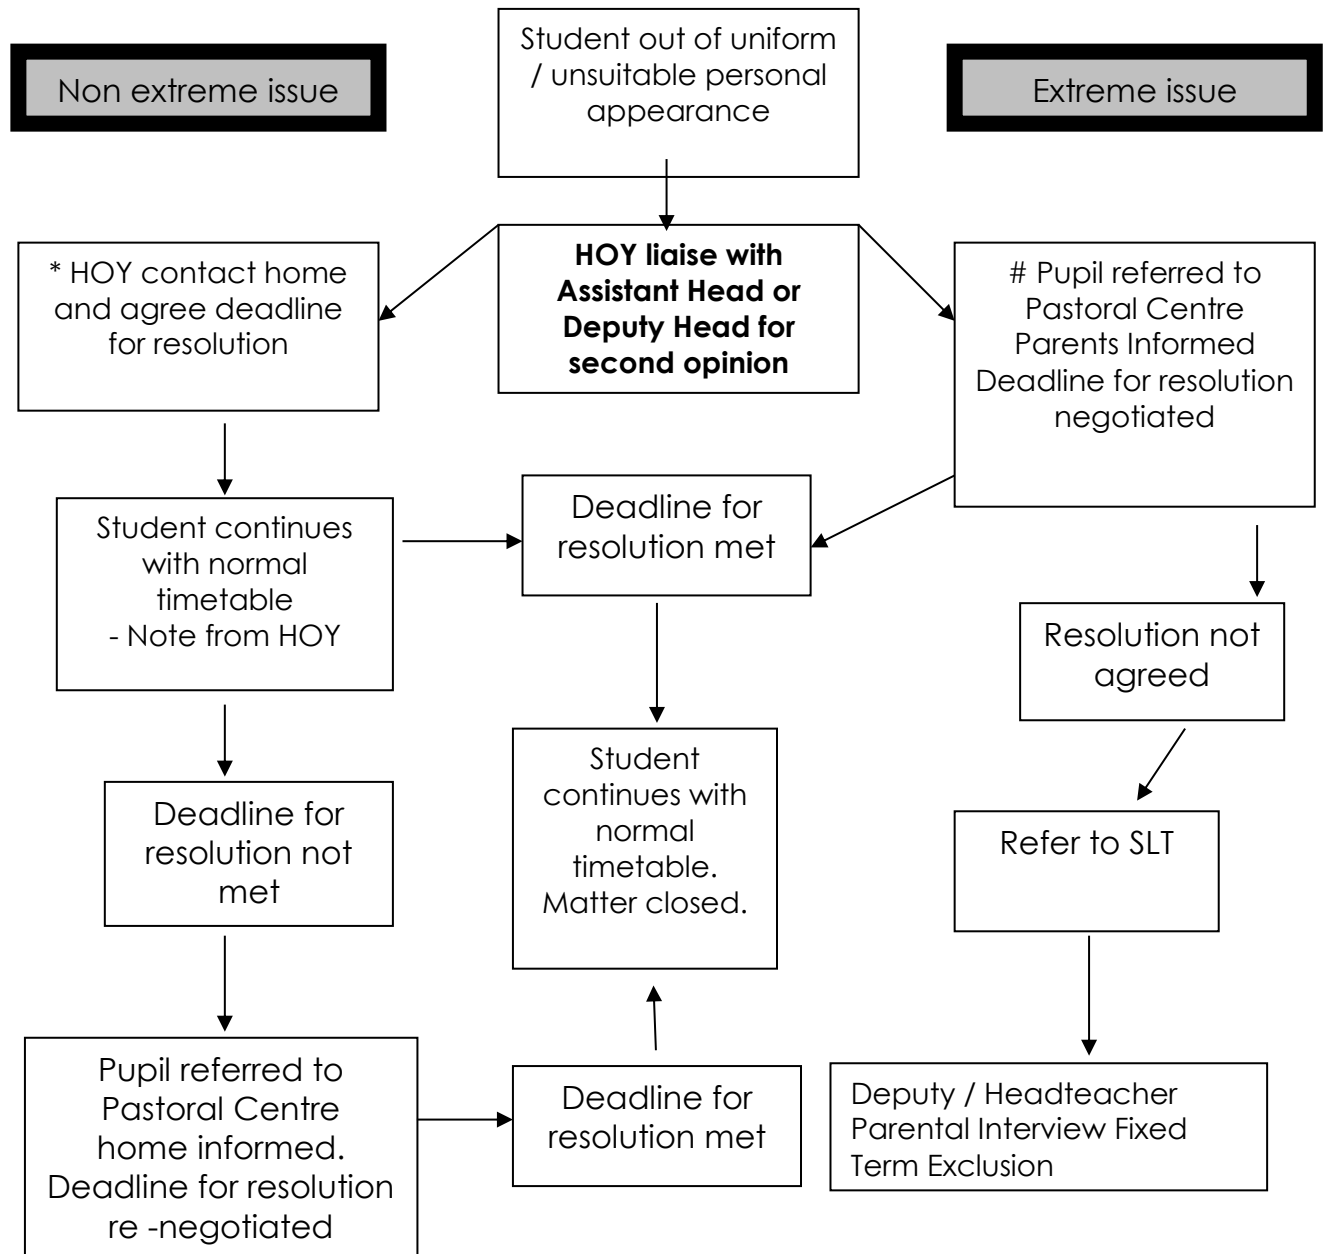 Non extreme issue
Student out of uniform
/ unsuitable personal
appearance
Extreme issue
* HOY contact home
and agree deadline
for resolution
HOY liaise with
Assistant Head or
Deputy Head for
second opinion
# Pupil referred to
Pastoral Centre
Parents Informed
Deadline for resolution
negotiated
Student continues
with normal
timetable
- Note from HOY
Deadline for
resolution met
Resolution not
agreed
Deadline for
resolution not
met
Student
continues with
normal
timetable.
Matter closed.
Refer to SLT
Pupil referred to
Pastoral Centre
home informed.
Deadline for resolution
re -negotiated
Deadline for
resolution met
Deputy / Headteacher
Parental Interview Fixed
Term Exclusion